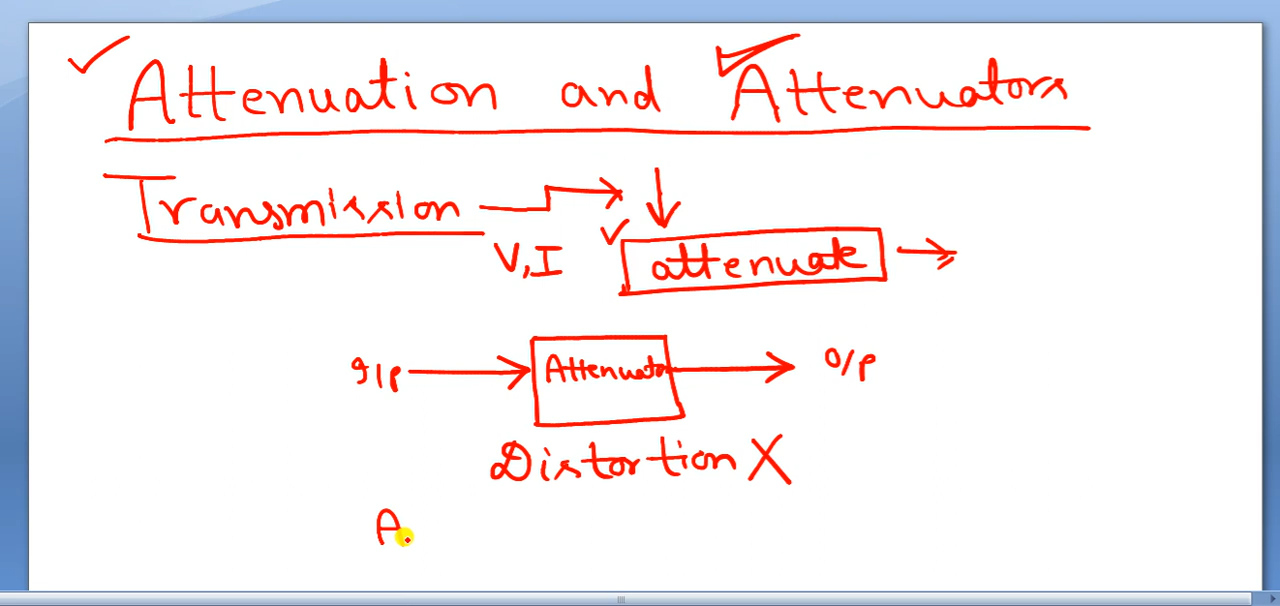 Attenuation and Attenuators
Transmission
V, I
attenuate
I/p
Attenuator
O/p
Distortion X
A